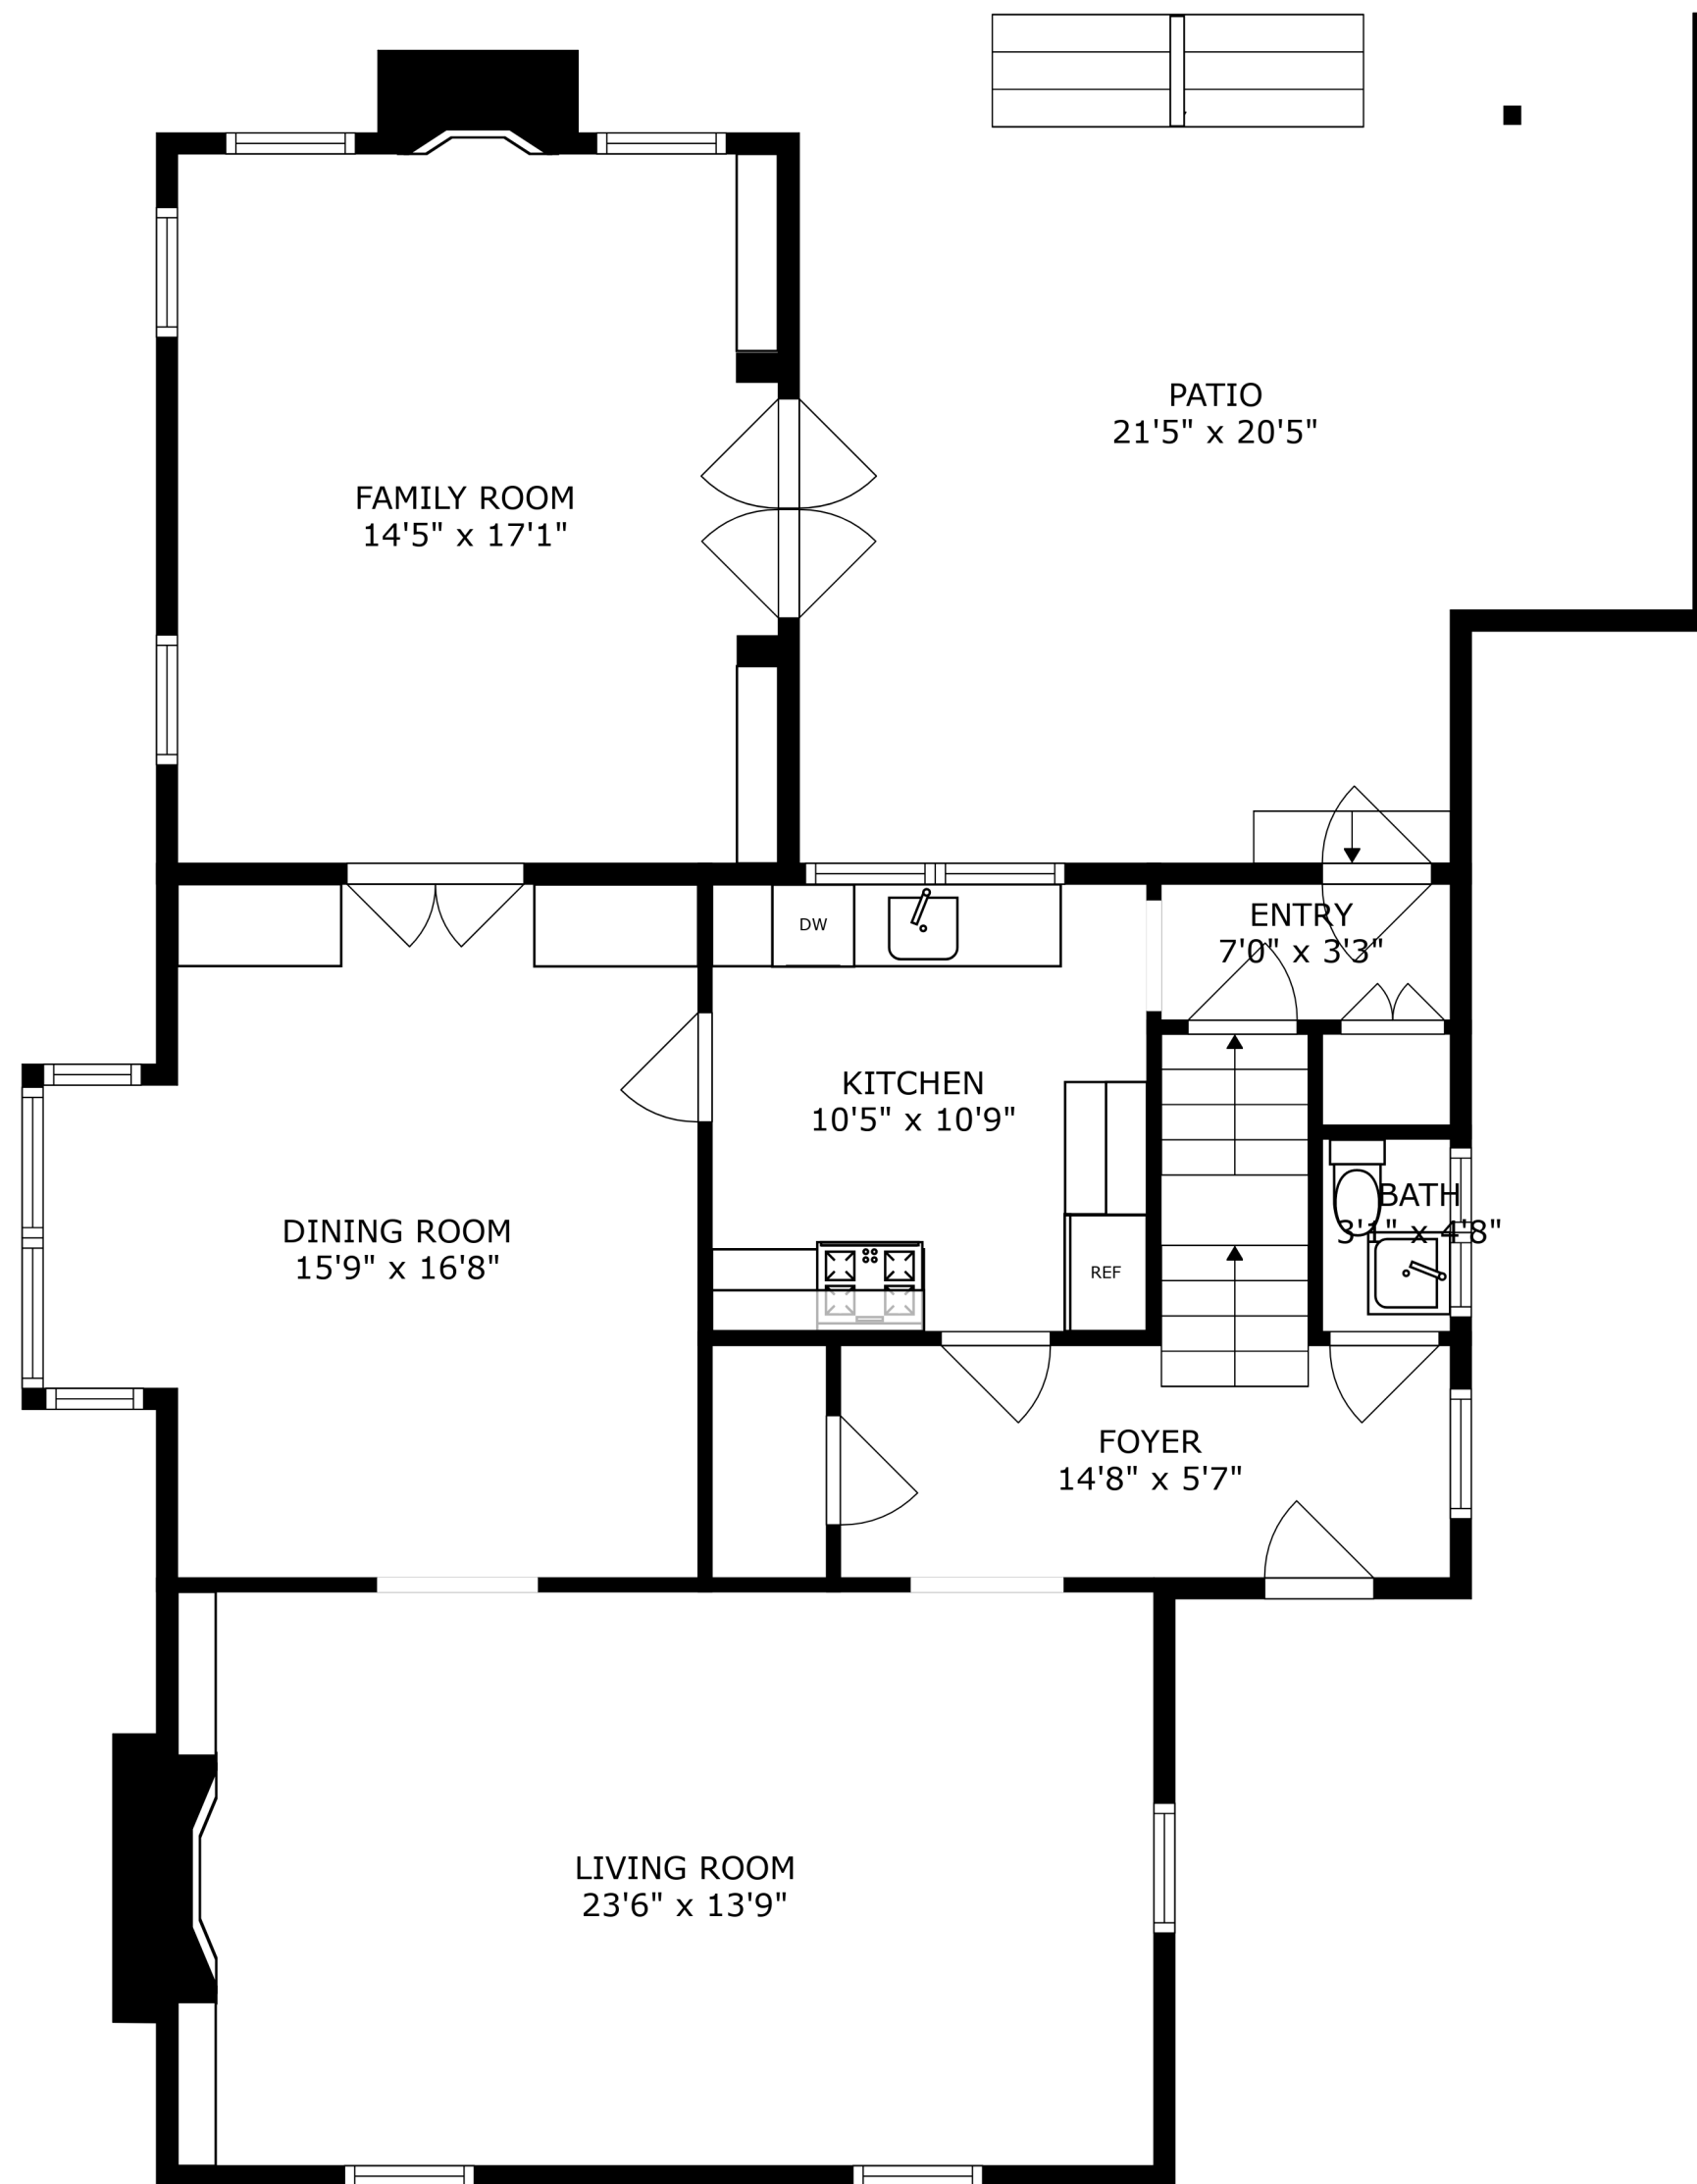 PATIO
21'5" x 20'5"
FAMILY ROOM
14'5" x 17'1"
DW
ENTRY
7'0" x 3'3"
KITCHEN
10'5" x 10'9"
BATH
3'1" x 4'8"
DINING ROOM
15'9" x 16'8"
REF
FOYER
14'8" x 5'7"
LIVING ROOM
23'6" x 13'9"